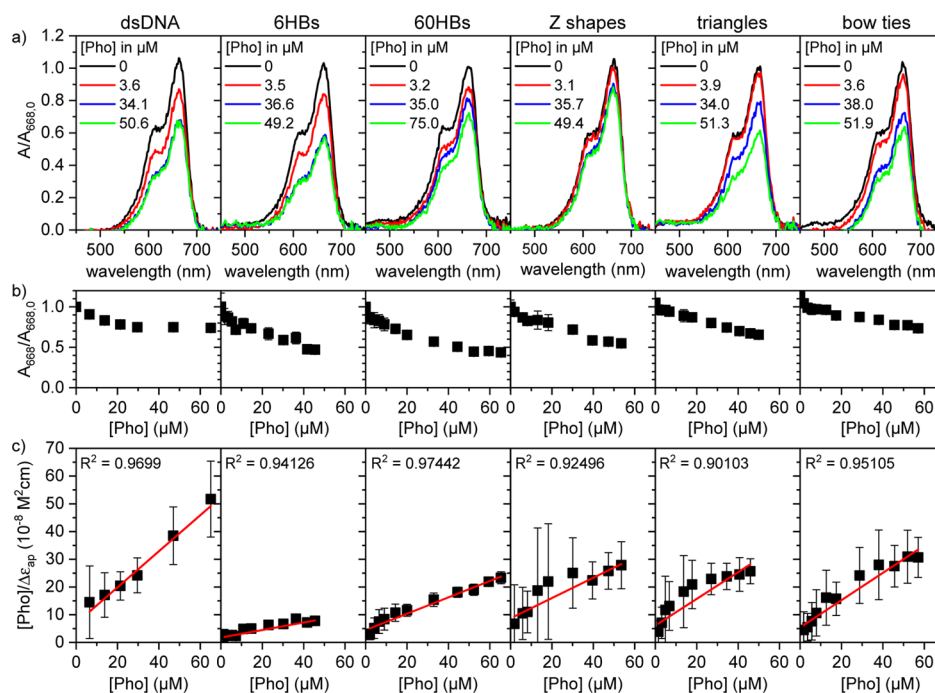 dsDNA 6HBs 60HBs Z shapes triangles bow ties
a)
A/A668,0
1.2
1.0
0.8
0.6
0.4
0.2
0.0
[Pho] in µM
0
3.6
34.1
50.6
[Pho] in µM
0
3.5
36.6
49.2
[Pho] in µM
0
3.2
35.0
75.0
[Pho] in µM
0
3.1
35.7
49.4
[Pho] in µM
0
3.9
34.0
51.3
[Pho] in µM
0
3.6
38.0
51.9
500 600 700 500 600 700 500 600 700 500 600 700 500 600 700 500 600 700
wavelength (nm) wavelength (nm) wavelength (nm) wavelength (nm) wavelength (nm) wavelength (nm)
b)
A668/A668,0
1.0
0.5
0.0
0 20 40 60 0 20 40 60 0 20 40 60 0 20 40 60 0 20 40 60 0 20 40 60
[Pho] (µM) [Pho] (µM) [Pho] (µM) [Pho] (µM) [Pho] (µM) [Pho] (µM)
c)
[Pho]/Δεap (10-8 M2cm)
70
60
50
40
30
20
10
0
R2 = 0.9699 R2 = 0.94126 R2 = 0.97442 R2 = 0.92496 R2 = 0.90103 R2 = 0.95105
0 20 40 60 0 20 40 60 0 20 40 60 0 20 40 60 0 20 40 60 0 20 40 60
[Pho] (µM) [Pho] (µM) [Pho] (µM) [Pho] (µM) [Pho] (µM) [Pho] (µM)